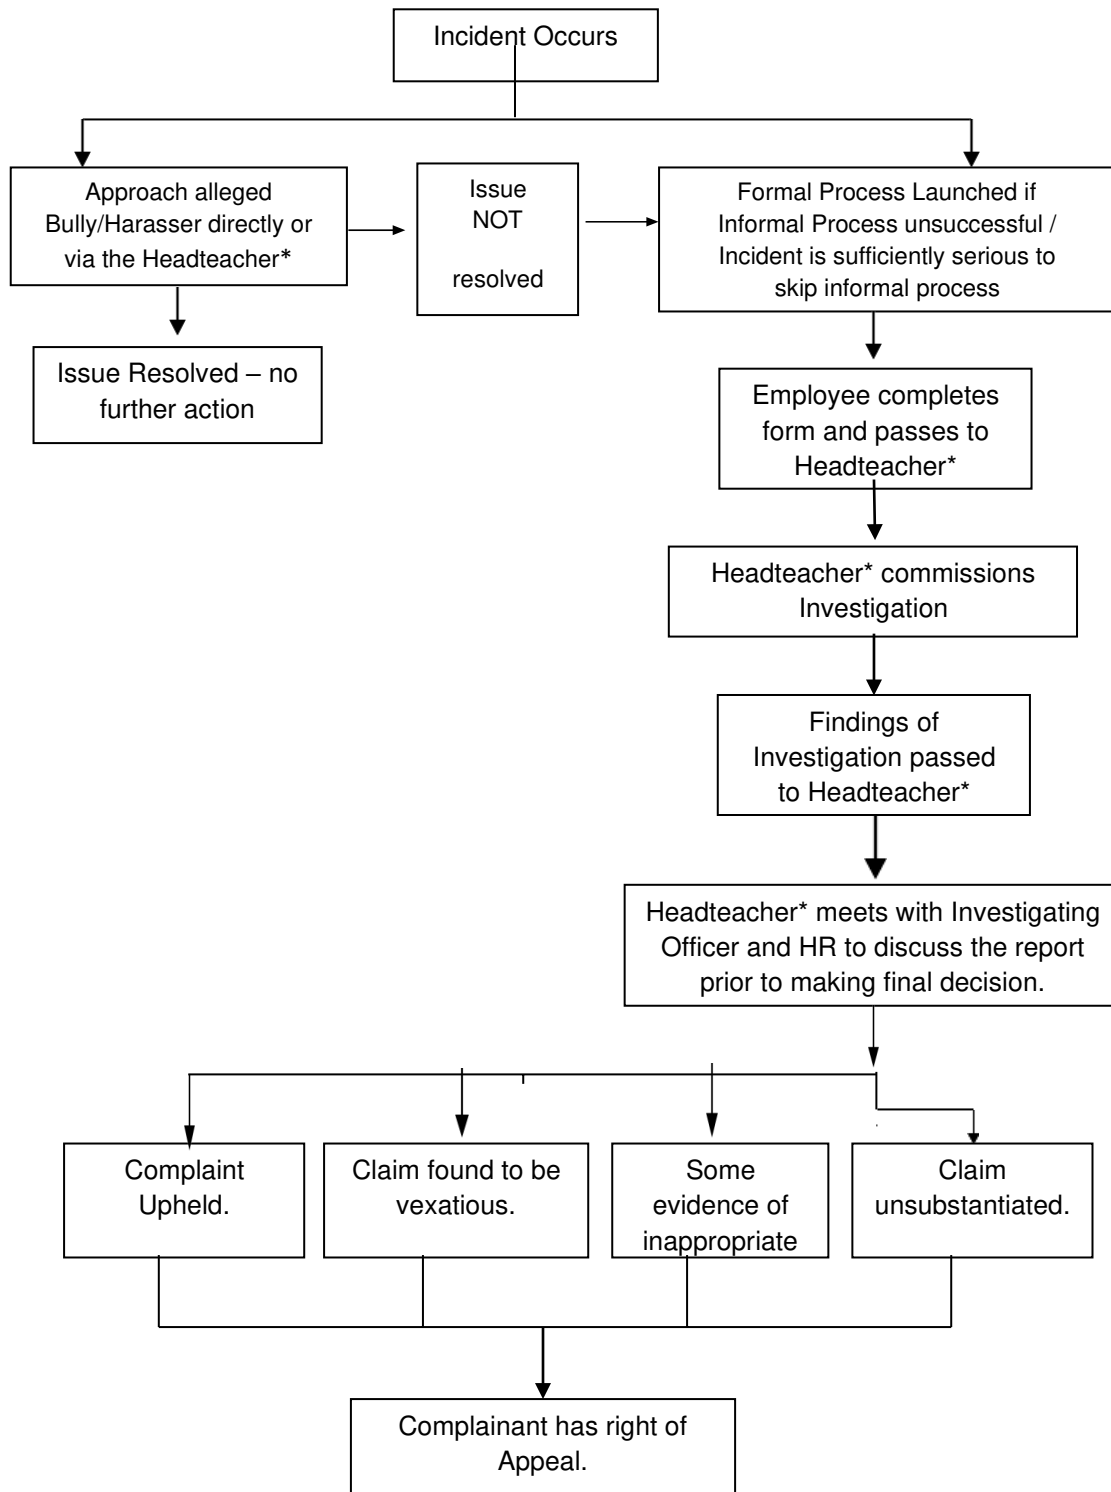 Incident Occurs
Approach alleged
Bully/Harasser directly or
via the Headteacher*
Issue
NOT
resolved
Formal Process Launched if
Informal Process unsuccessful /
Incident is sufficiently serious to
skip informal process
Issue Resolved – no
further action
Employee completes
form and passes to
Headteacher*
Headteacher* commissions
Investigation
Findings of
Investigation passed
to Headteacher*
Headteacher* meets with Investigating
Officer and HR to discuss the report
prior to making final decision.
Complaint
Upheld.
Claim found to be
vexatious.
Some
evidence of
inappropriate
Claim
unsubstantiated.
Complainant has right of
Appeal.